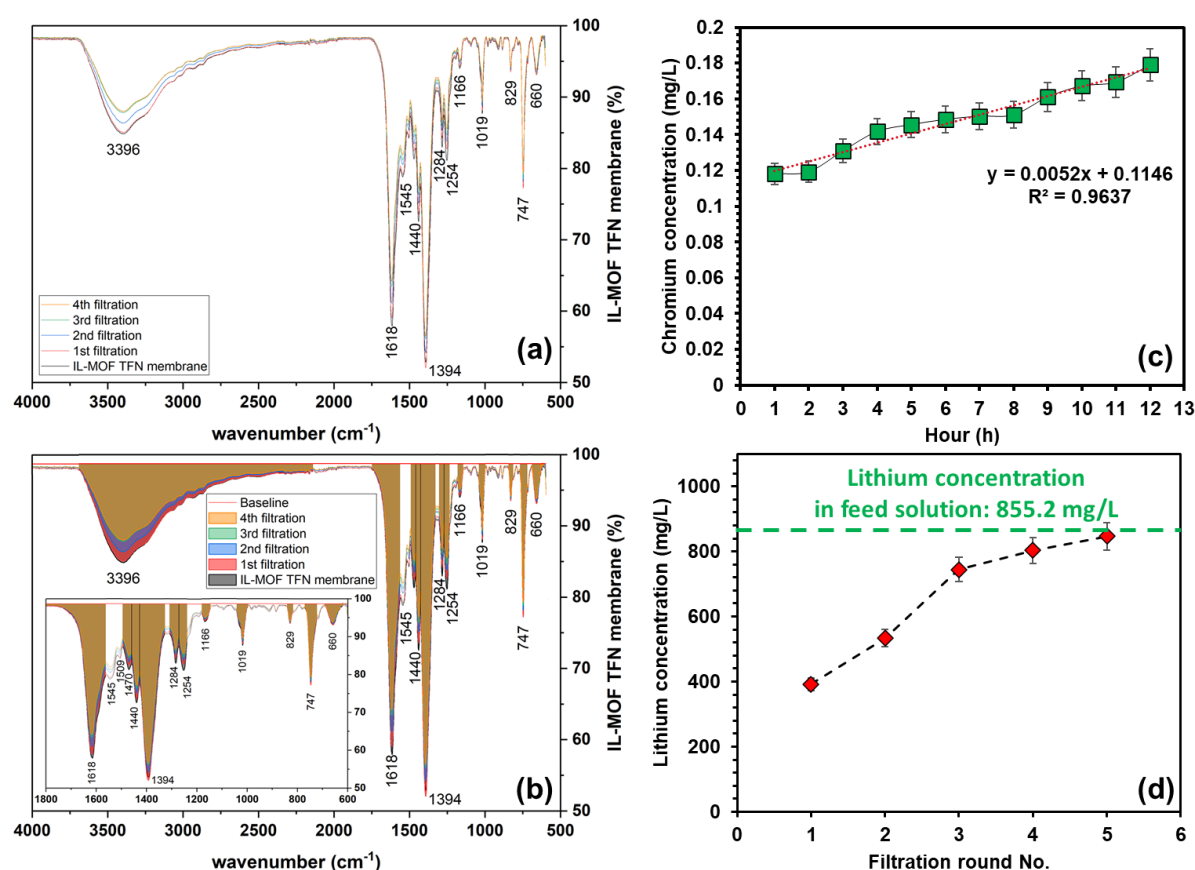 100
90
80
70
60
50
IL-MOF TFN membrane (%)
3396
1618
1545
1440
1394
1284
1254
1166
1019
829
747
660
4th filtration
3rd filtration
2nd filtration
1st filtration
IL-MOF TFN membrane
(a)
4000 3500 3000 2500 2000 1500 1000 500
wavenumber (cm-1)
0.2
0.18
0.16
0.14
0.12
0.1
0.08
0.06
0.04
0.02
0
Chromium concentration (mg/L)
y = 0.0052x + 0.1146
R² = 0.9637
(c)
0 1 2 3 4 5 6 7 8 9 10 11 12 13
Hour (h)
100
90
80
70
60
50
IL-MOF TFN membrane (%)
3396
1618
1545
1440
1394
1284
1254
1166
1019
829
747
660
Baseline
4th filtration
3rd filtration
2nd filtration
1st filtration
IL-MOF TFN membrane
100
90
80
70
60
50
1618
1545
1509
1470
1440
1394
1284
1254
1166
1019
829
747
660
1800 1600 1400 1200 1000 800 600
(b)
4000 3500 3000 2500 2000 1500 1000 500
wavenumber (cm-1)
1000
800
600
400
200
0
Lithium concentration (mg/L)
Lithium concentration
in feed solution: 855.2 mg/L
(d)
0 1 2 3 4 5 6
Filtration round No.